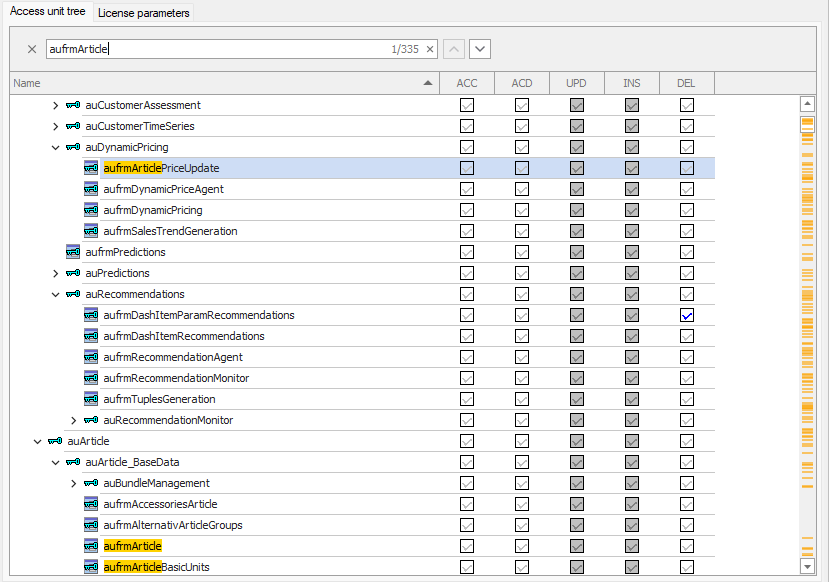 Access unit tree License parameters
aufrmArticle 1/335
Name ACC ACD UPD INS DEL
auCustomerAssessment
auCustomerTimeSeries
auDynamicPricing
aufrmArticlePriceUpdate
aufrmDynamicPriceAgent
aufrmDynamicPricing
aufrmSalesTrendGeneration
aufrmPredictions
auPredictions
auRecommendations
aufrmDashItemParamRecommendations
aufrmDashItemRecommendations
aufrmRecommendationAgent
aufrmRecommendationMonitor
aufrmTuplesGeneration
auRecommendationMonitor
auArticle
auArticle_BaseData
auBundleManagement
aufrmAccessoriesArticle
aufrmAlternativArticleGroups
aufrmArticle
aufrmArticleBasicUnits